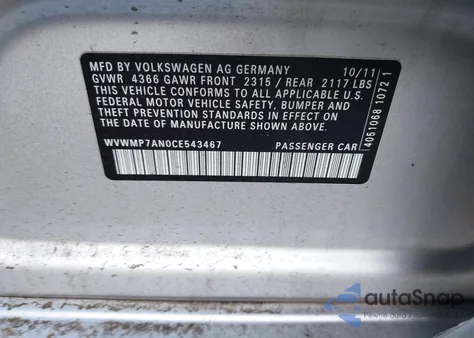 MFD BY VOLKSWAGEN AG GERMANY 10/11
GVWR 4366 GAWR FRONT 2315 / REAR 2117 LBS
THIS VEHICLE CONFORMS TO ALL APPLICABLE U.S.
FEDERAL MOTOR VEHICLE SAFETY, BUMPER AND
THEFT PREVENTION STANDARDS IN EFFECT ON THE
DATE OF MANUFACTURE SHOWN ABOVE
WVWMP7AN0CE543467 PASSENGER CAR
4051068 1072 1
autoSnap